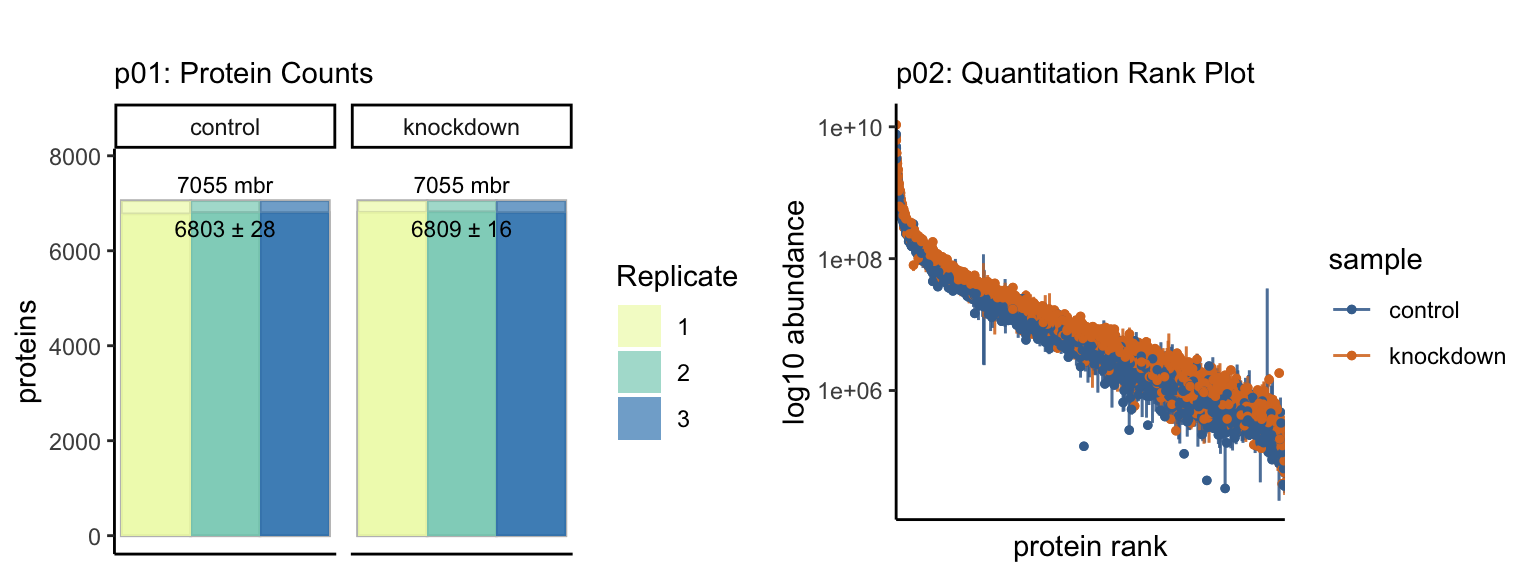 p01: Protein Counts
control
knockdown
8000
6000
4000
2000
0
proteins
7055 mbr
6803 ± 28
7055 mbr
6809 ± 16
Replicate
1
2
3
p02: Quantitation Rank Plot
1e+10
1e+08
1e+06
log10 abundance
protein rank
sample
control
knockdown